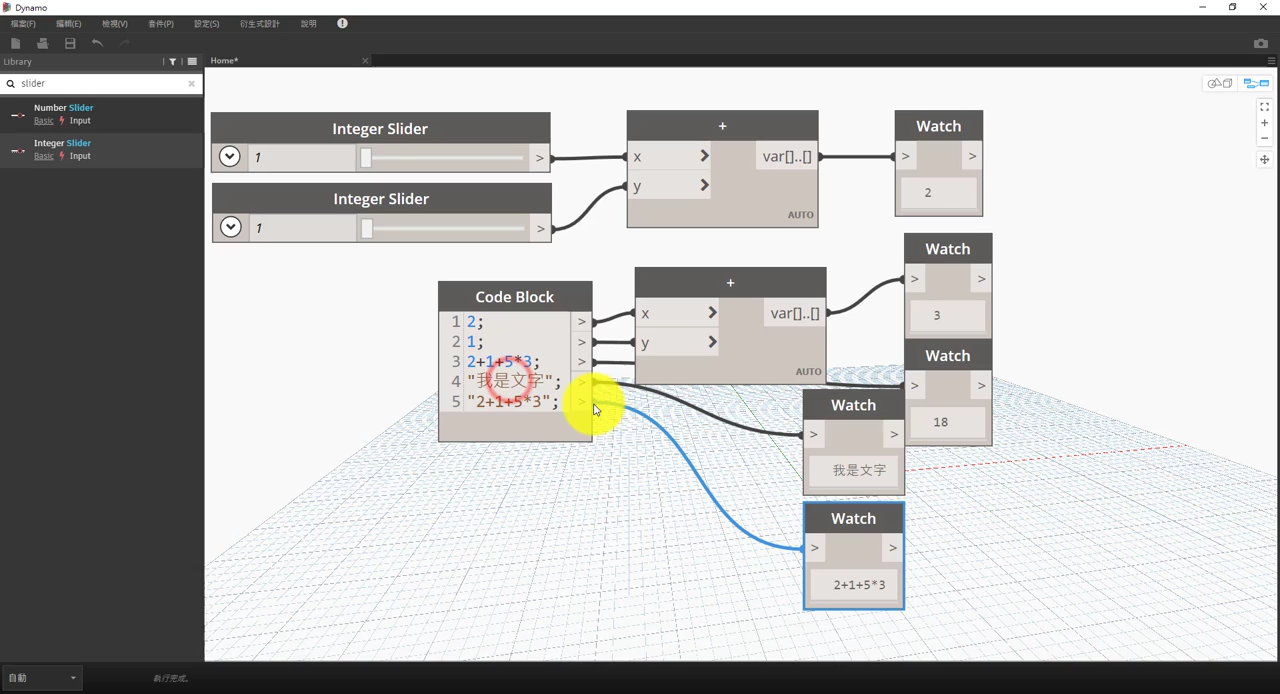 Dynamo
檔案(F) 編輯(E) 檢視(V) 套件(P) 設定(S) 衍生式設計 說明
Library
Home*
slider
Number Slider
Basic Input
Integer Slider
Basic Input
Integer Slider
1
Integer Slider
1
+
x
y
var[]..[]
AUTO
Watch
>
>
2
Code Block
1 2;
2 1;
3 2+1+5*3;
4 "我是文字";
5 "2+1+5*3";
+
x
y
var[]..[]
AUTO
Watch
>
>
3
Watch
>
>
18
Watch
>
>
我是文字
Watch
>
>
2+1+5*3
自動
執行完成。